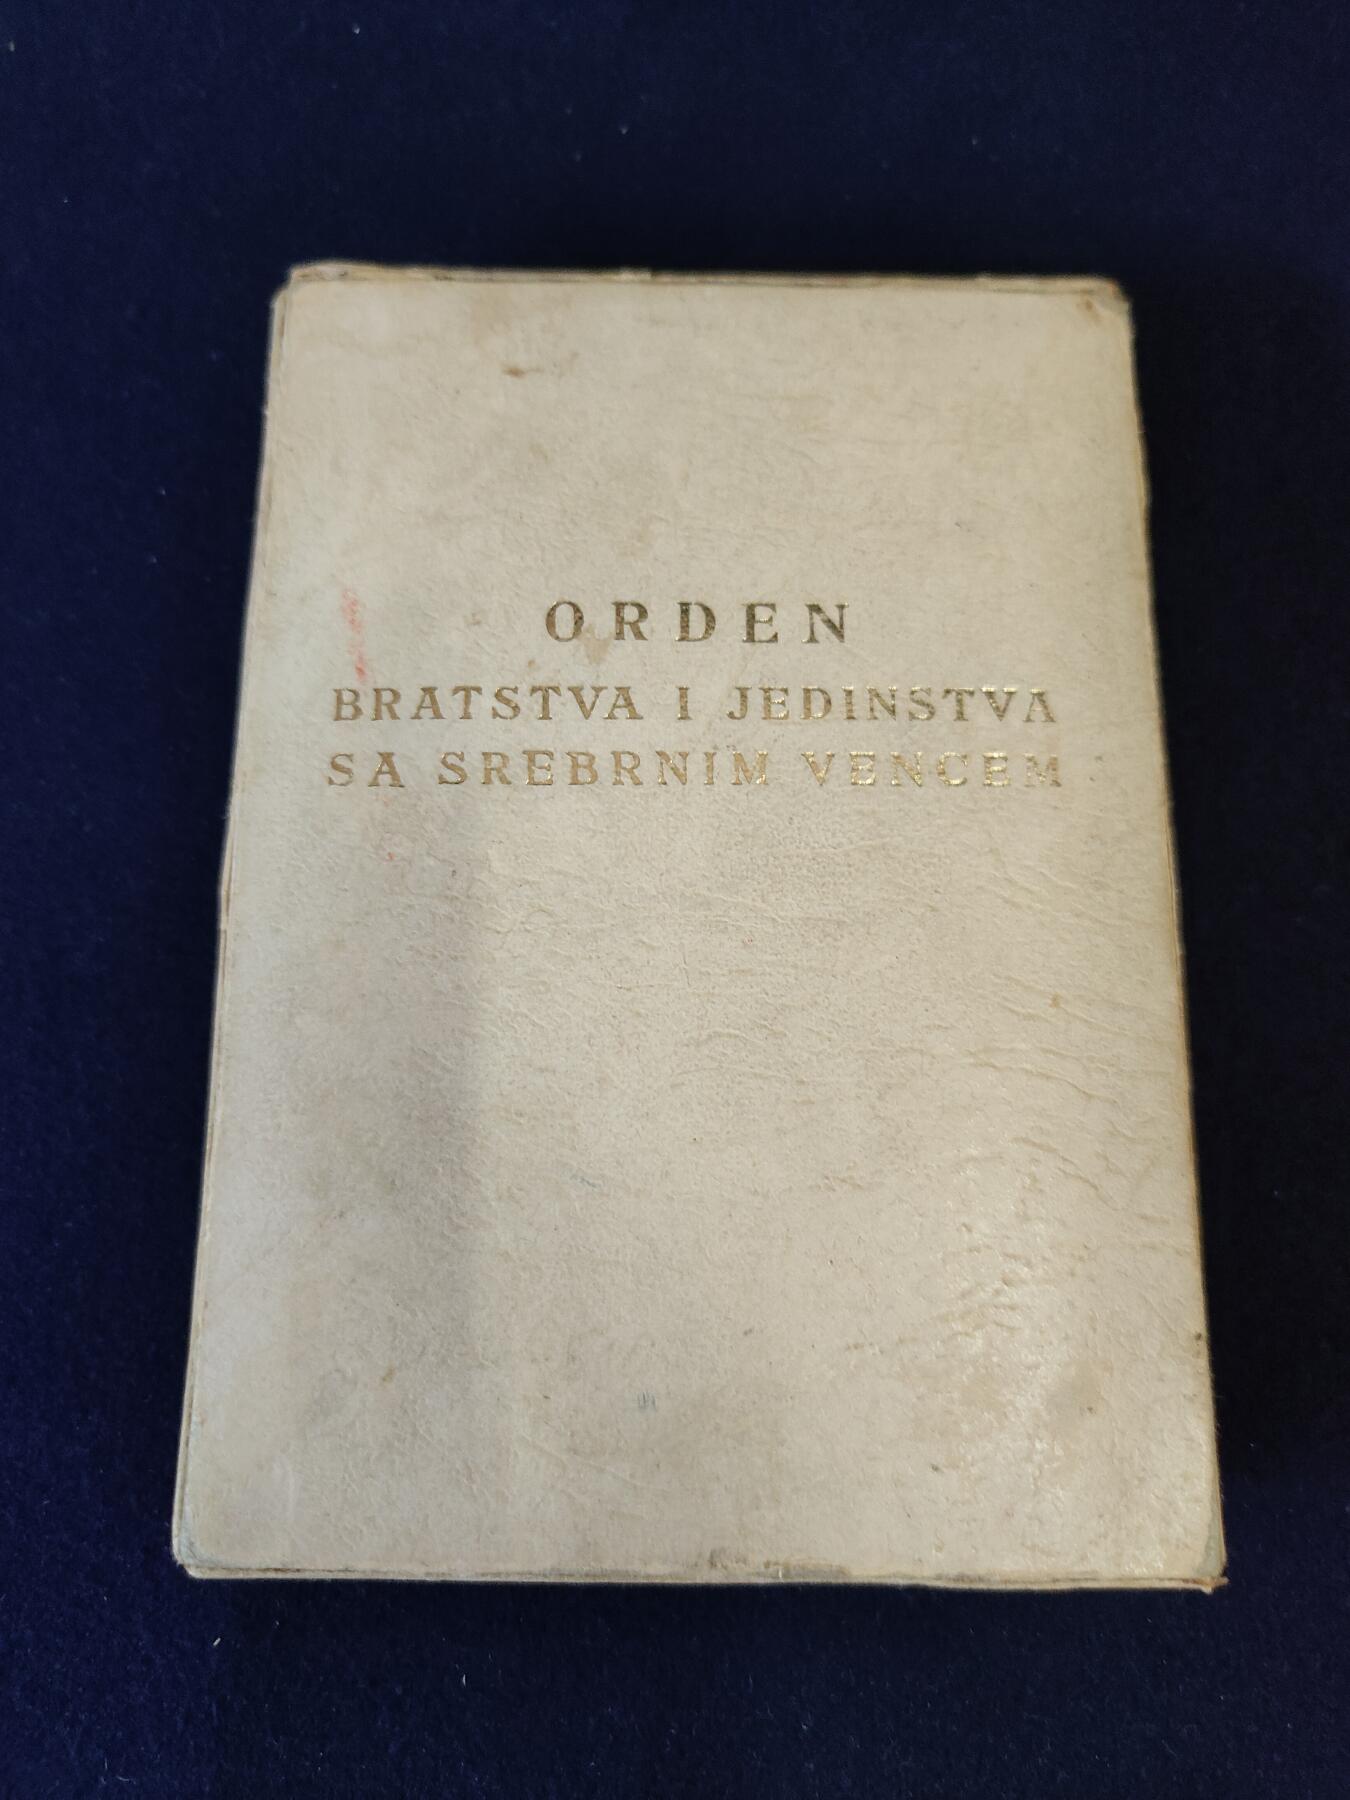 ORDEN
BRATSTVA I JEDINSTVA
SA SREBRNIM VENCEM